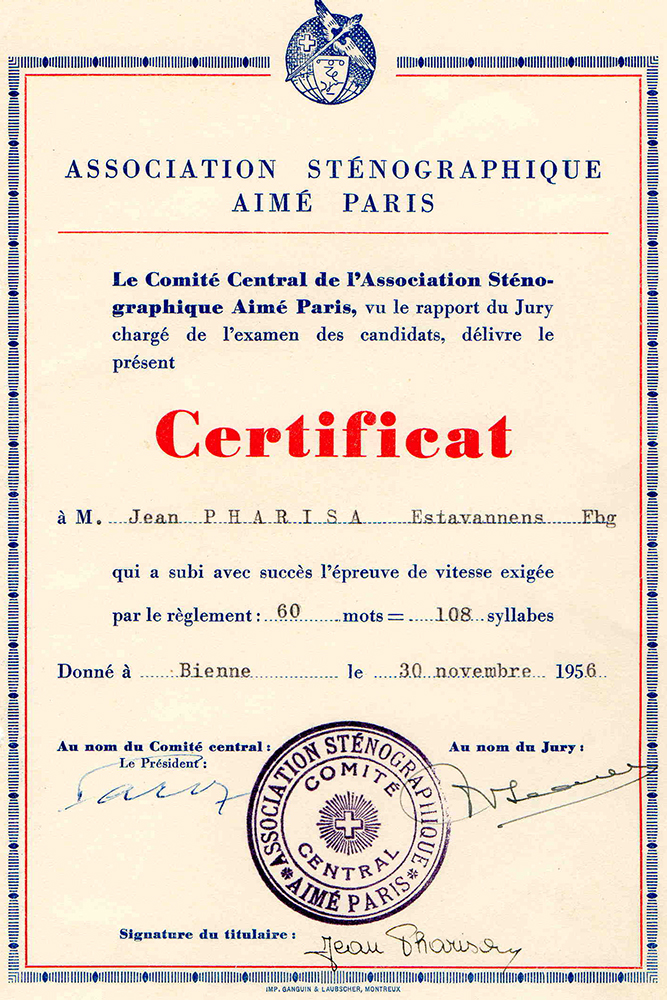 ASSOCIATION STÉNOGRAPHIQUE
AIMÉ PARIS
Le Comité Central de l'Association Sténo-
graphique Aimé Paris, vu le rapport du Jury
chargé de l'examen des candidats, délivre le
présent
Certificat
à M. Jean PHARISA Estavannens Fbg
qui a subi avec succès l'épreuve de vitesse exigée
par le règlement : 60 mots = 108 syllabes
Donné à Bienne le 30 novembre 1956
Au nom du Comité central :
Le Président :
Au nom du Jury :
ASSOCIATION STÉNOGRAPHIQUE
AIMÉ PARIS
COMITÉ
CENTRAL
Signature du titulaire : Jean Pharisa
IMP. GANGUIN & LAUBSCHER, MONTREUX